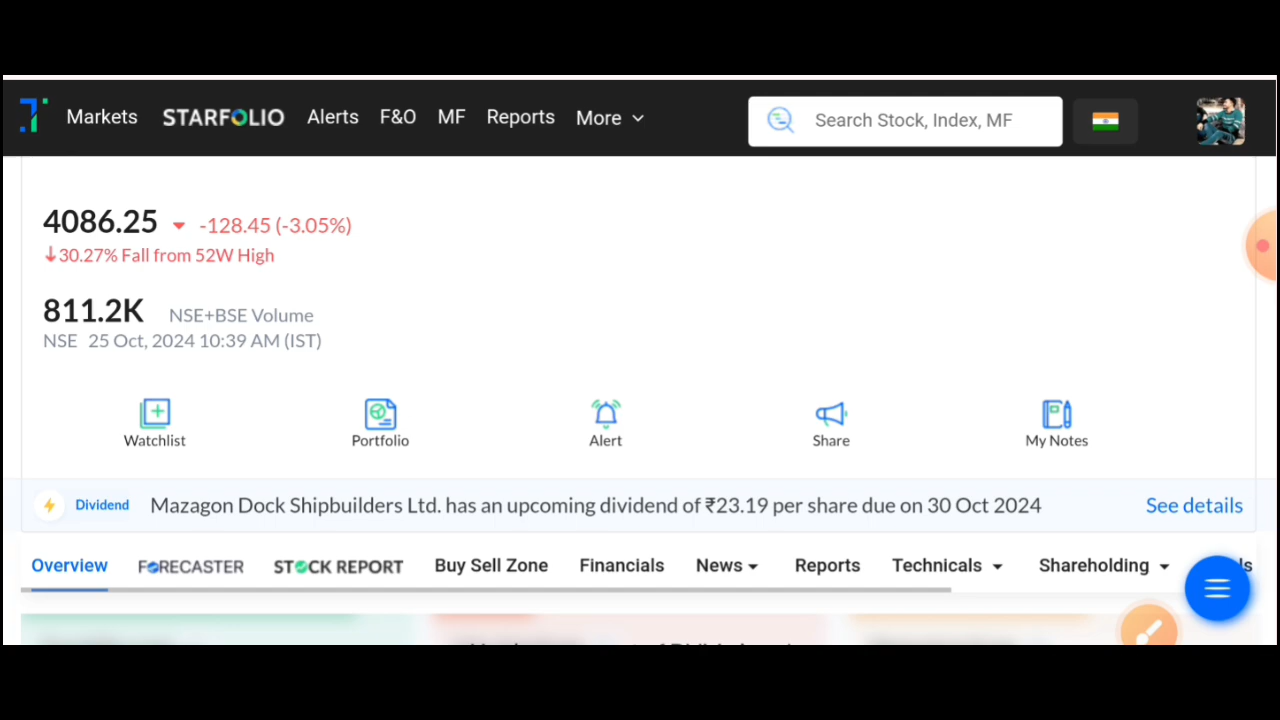 Markets STARFOLIO Alerts F&O MF Reports More Search Stock, Index, MF
4086.25 -128.45 (-3.05%)
↓30.27% Fall from 52W High
811.2K NSE+BSE Volume
NSE 25 Oct, 2024 10:39 AM (IST)
Watchlist Portfolio Alert Share My Notes
Dividend Mazagon Dock Shipbuilders Ltd. has an upcoming dividend of ₹23.19 per share due on 30 Oct 2024 See details
Overview FORECASTER STOCK REPORT Buy Sell Zone Financials News Reports Technicals Shareholding